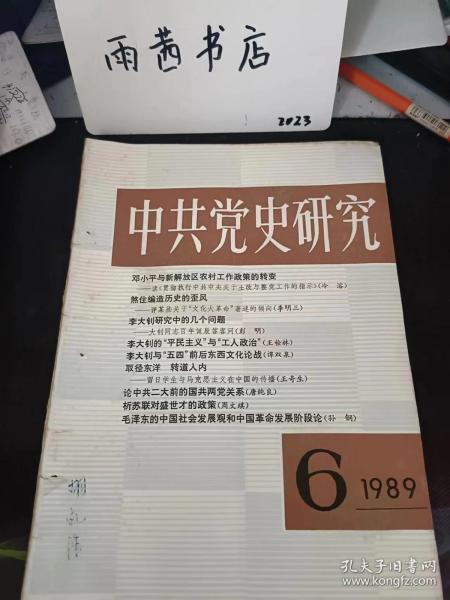 雨茜书店
2023
中共党史研究
邓小平与新解放区农村工作政策的转变
——读《贯彻执行中共中央关于土改与整党工作的指示》(冷 溶)
煞住编造历史的歪风
——评某些关于“文化大革命”著述的倾向(季明三)
李大钊研究中的几个问题
——大钊同志百年诞辰答客问(彭 明)
李大钊的“平民主义”与“工人政治”(王桧林)
李大钊与“五四”前后东西文化论战(谭双泉)
取径东洋 转道入内
——留日学生与马克思主义在中国的传播(王奇生)
论中共二大前的国共两党关系(唐纯良)
析苏联对盛世才的政策(周文琪)
毛泽东的中国社会发展观和中国革命发展阶段论(孙 钢)
6 1989
孔夫子旧书网
www.kongfz.com